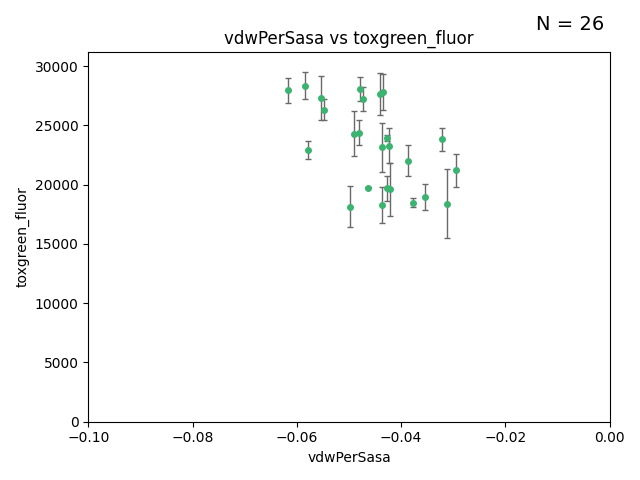 N = 26
vdwPerSasa vs toxgreen_fluor
30000
25000
20000
15000
10000
5000
0
toxgreen_fluor
−0.10 −0.08 −0.06 −0.04 −0.02 0.00
vdwPerSasa